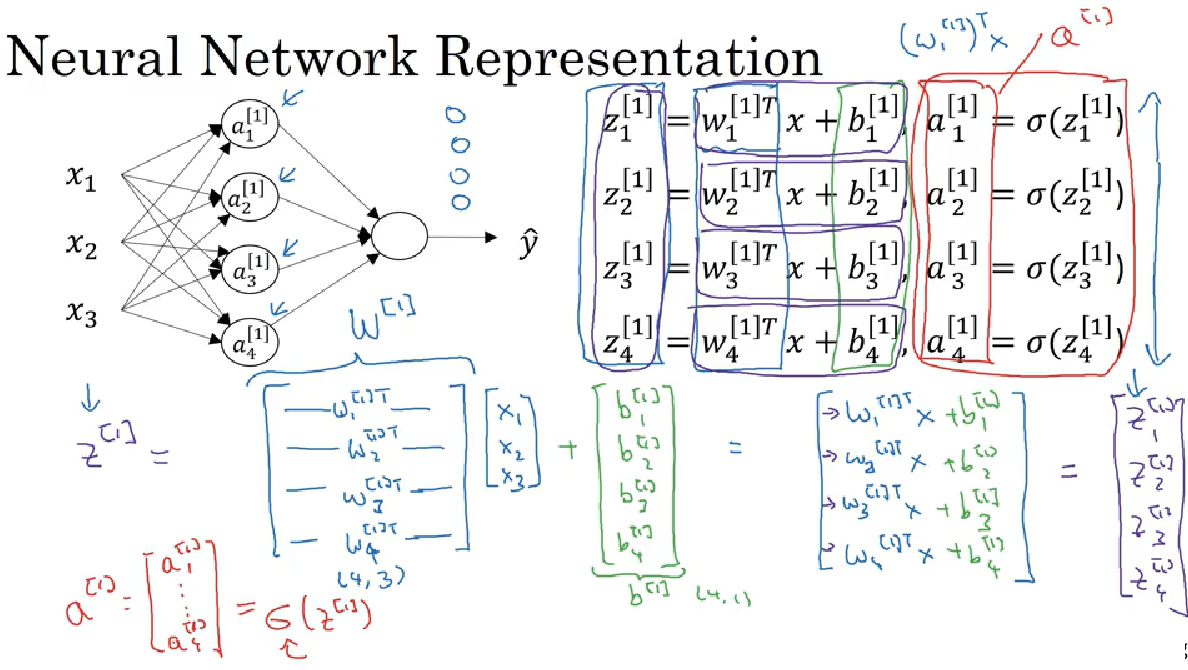 Neural Network Representation
(w₁^[1])ᵀ x
a^[1]
x₁
x₂
x₃
a₁^[1]
a₂^[1]
a₃^[1]
a₄^[1]
ŷ
z₁^[1] = w₁^[1]T x + b₁^[1], a₁^[1] = σ(z₁^[1])
z₂^[1] = w₂^[1]T x + b₂^[1], a₂^[1] = σ(z₂^[1])
z₃^[1] = w₃^[1]T x + b₃^[1], a₃^[1] = σ(z₃^[1])
z₄^[1] = w₄^[1]T x + b₄^[1], a₄^[1] = σ(z₄^[1])
W^[1]
z^[1] =
w₁^[1]T x₁ b₁^[1] w₁^[1]T x + b₁^[1] z₁^[1]
w₂^[1]T x₂ + b₂^[1] = w₂^[1]T x + b₂^[1] = z₂^[1]
w₃^[1]T x₃ b₃^[1] w₃^[1]T x + b₃^[1] z₃^[1]
w₄^[1]T b₄^[1] w₄^[1]T x + b₄^[1] z₄^[1]
(4,3)
b^[1] (4,1)
a^[1] = [a₁^[1] ⋮ a₄^[1]] = σ(z^[1])